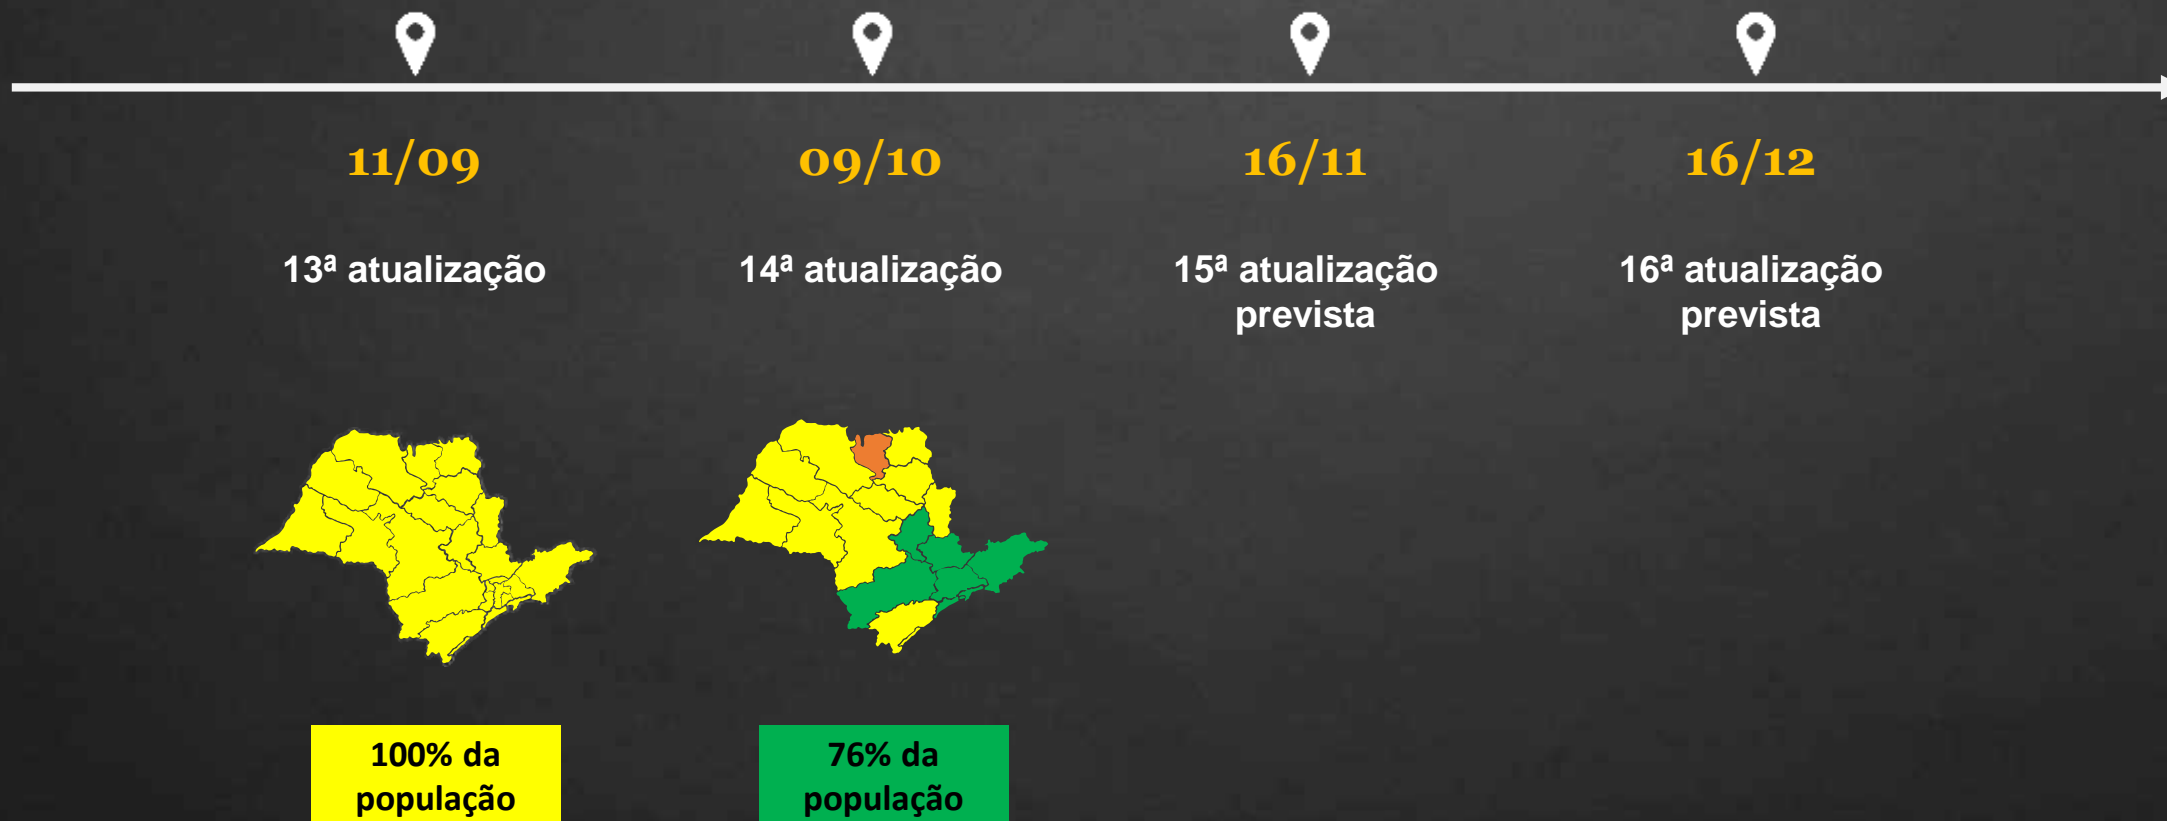 11/09
09/10
16/11
16/12
13ª atualização
14ª atualização
15ª atualização
prevista
16ª atualização
prevista
100% da
população
76% da
população